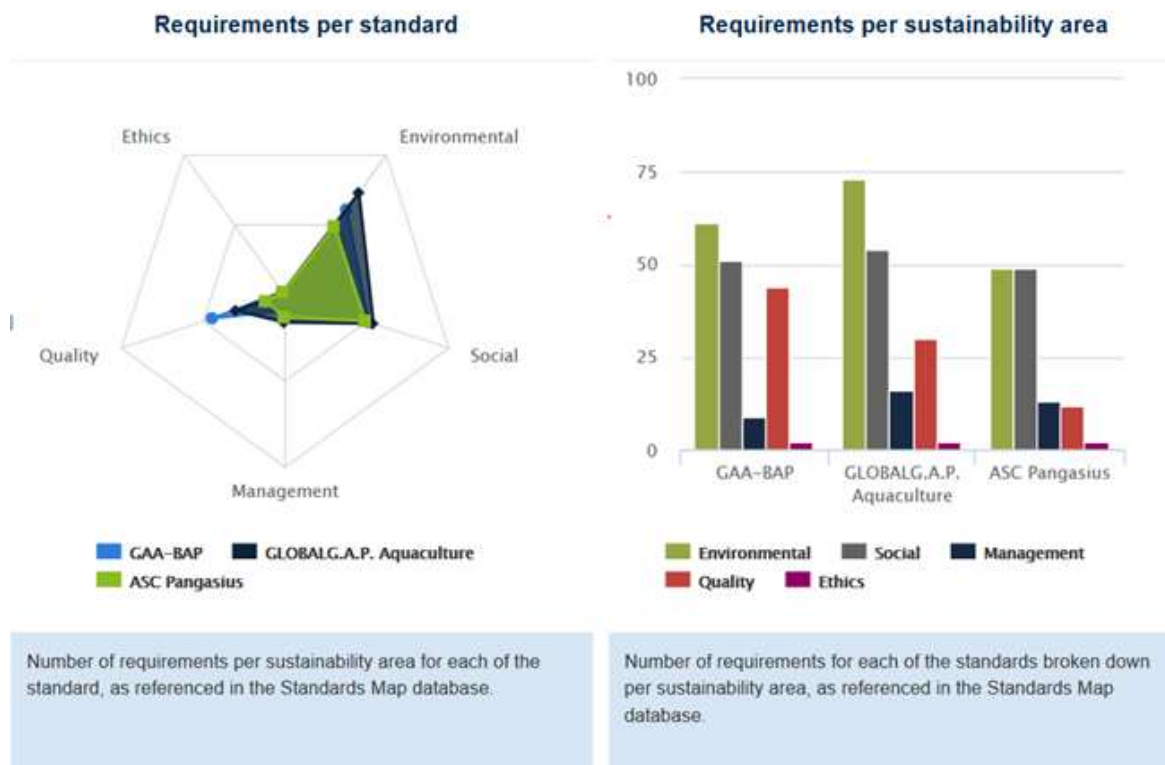 Requirements per standard
Ethics
Environmental
Quality
Social
Management
GAA-BAP
GLOBALG.A.P. Aquaculture
ASC Pangasius
Number of requirements per sustainability area for each of the
standard, as referenced in the Standards Map database.
Requirements per sustainability area
100
75
50
25
0
GAA-BAP
GLOBALG.A.P.
Aquaculture
ASC Pangasius
Environmental
Social
Management
Quality
Ethics
Number of requirements for each of the standards broken down
per sustainability area, as referenced in the Standards Map
database.